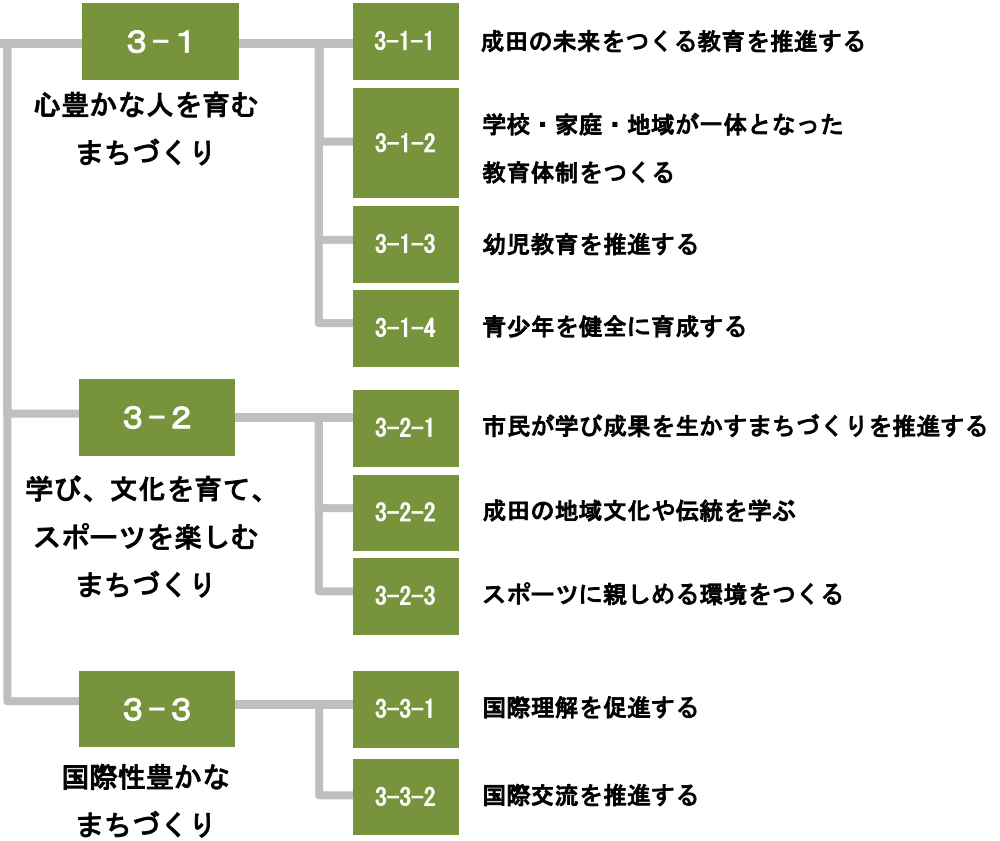 3-1
心豊かな人を育む
まちづくり
3-1-1
成田の未来をつくる教育を推進する
3-1-2
学校・家庭・地域が一体となった
教育体制をつくる
3-1-3
幼児教育を推進する
3-1-4
青少年を健全に育成する
3-2
学び、文化を育て、
スポーツを楽しむ
まちづくり
3-2-1
市民が学び成果を生かすまちづくりを推進する
3-2-2
成田の地域文化や伝統を学ぶ
3-2-3
スポーツに親しめる環境をつくる
3-3
国際性豊かな
まちづくり
3-3-1
国際理解を促進する
3-3-2
国際交流を推進する